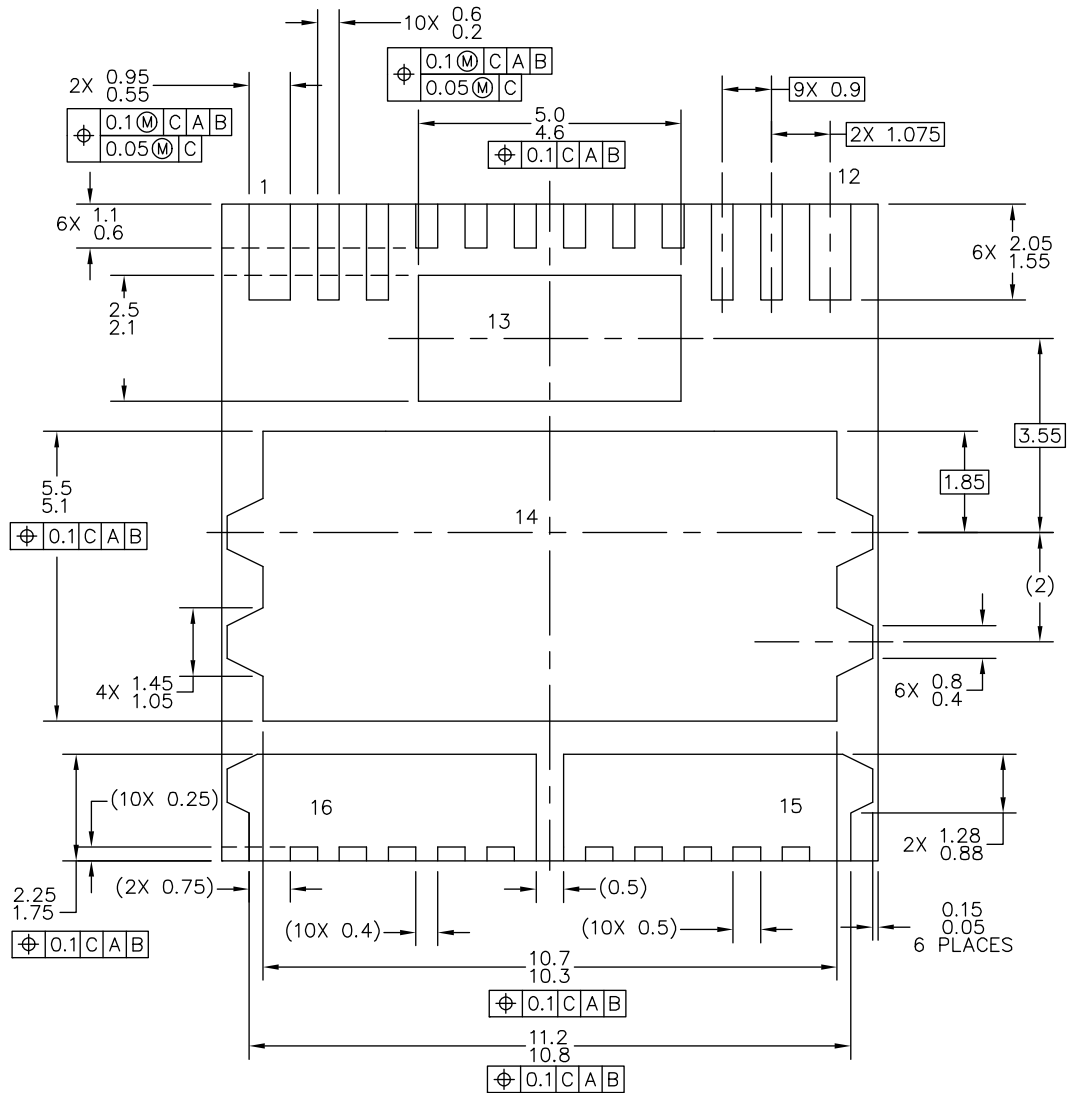 10X 0.6
0.2
⌖ 0.1 Ⓜ C A B
0.05 Ⓜ C
2X 0.95
0.55
⌖ 0.1 Ⓜ C A B
0.05 Ⓜ C
9X 0.9
5.0
4.6
⌖ 0.1 C A B
2X 1.075
1
12
6X 1.1
0.6
6X 2.05
1.55
2.5
2.1
13
3.55
1.85
5.5
5.1
⌖ 0.1 C A B
14
(2)
4X 1.45
1.05
6X 0.8
0.4
(10X 0.25)
16
15
2X 1.28
0.88
2.25
1.75
⌖ 0.1 C A B
(2X 0.75)
(0.5)
(10X 0.4)
(10X 0.5)
0.15
0.05
6 PLACES
10.7
10.3
⌖ 0.1 C A B
11.2
10.8
⌖ 0.1 C A B